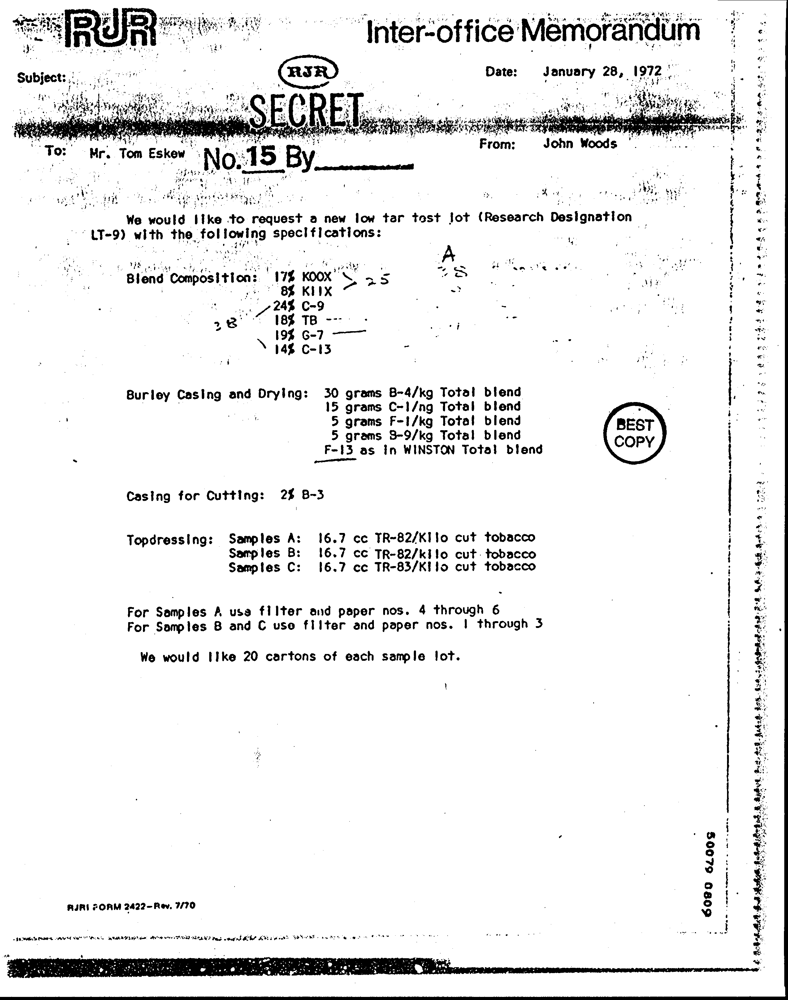 RJR
Inter-office Memorandum
Subject:
RJR
Date: January 28, 1972
SECRET
To: Mr. Tom Eskew
No. 15 By
From: John Woods
We would like to request a new low tar test lot (Research Designation
LT-9) with the following specifications:
A
Blend Composition: 17% KOOX > 25
8% KIIX
24% C-9
38
18% TB ---
19% G-7
14% C-13
Burley Casing and Drying: 30 grams B-4/kg Total blend
15 grams C-1/ng Total blend
5 grams F-1/kg Total blend
5 grams S-9/kg Total blend
F-13 as in WINSTON Total blend
BEST
COPY
Casing for Cutting: 2% B-3
Topdressing: Samples A: 16.7 cc TR-82/Kilo cut tobacco
Samples B: 16.7 cc TR-82/kilo cut tobacco
Samples C: 16.7 cc TR-83/Kilo cut tobacco
For Samples A use filter and paper nos. 4 through 6
For Samples B and C use filter and paper nos. 1 through 3
We would like 20 cartons of each sample lot.
50079 0809
RJRI FORM 2422-Rev. 7/70